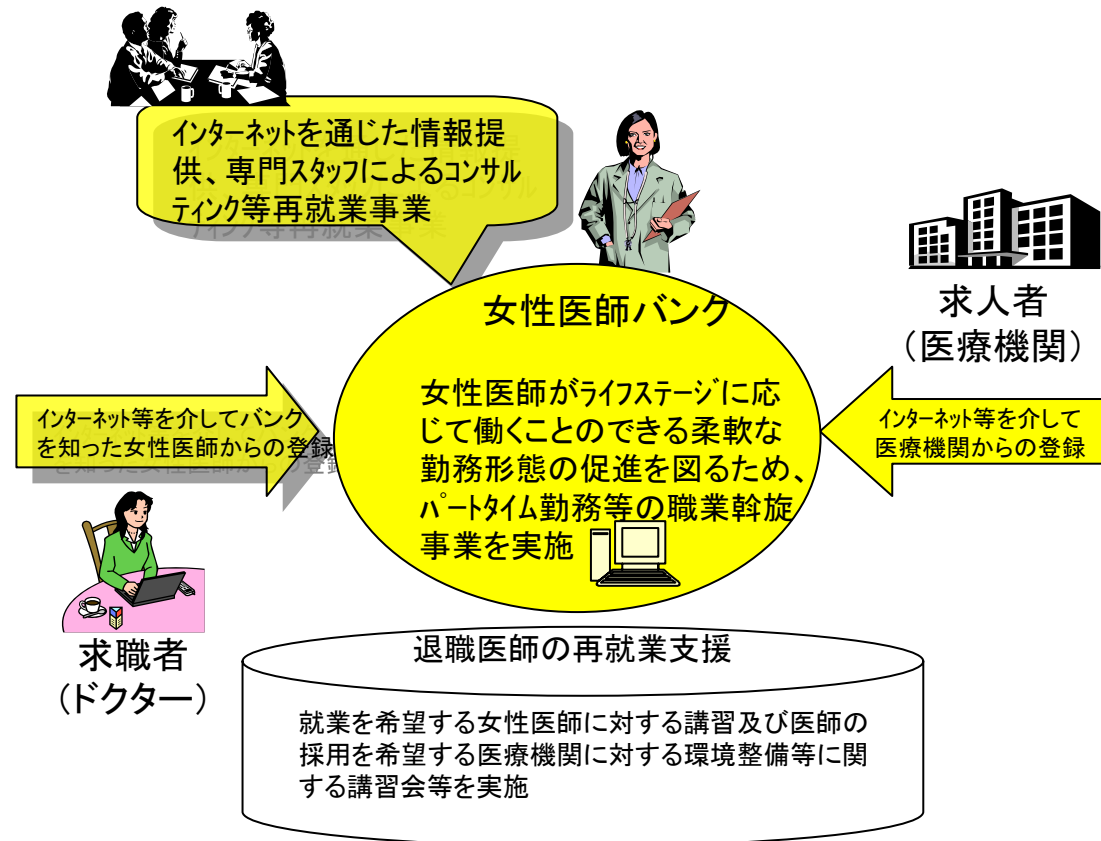 インターネットを通じた情報提
供、専門スタッフによるコンサル
ティング等再就業事業
女性医師バンク
求人者
（医療機関）
女性医師がライフステージに応
じて働くことのできる柔軟な
勤務形態の促進を図るため、
パートタイム勤務等の職業斡旋
事業を実施
インターネット等を介してバンク
を知った女性医師からの登録
インターネット等を介して
医療機関からの登録
求職者
（ドクター）
退職医師の再就業支援
就業を希望する女性医師に対する講習及び医師の
採用を希望する医療機関に対する環境整備等に関
する講習会等を実施